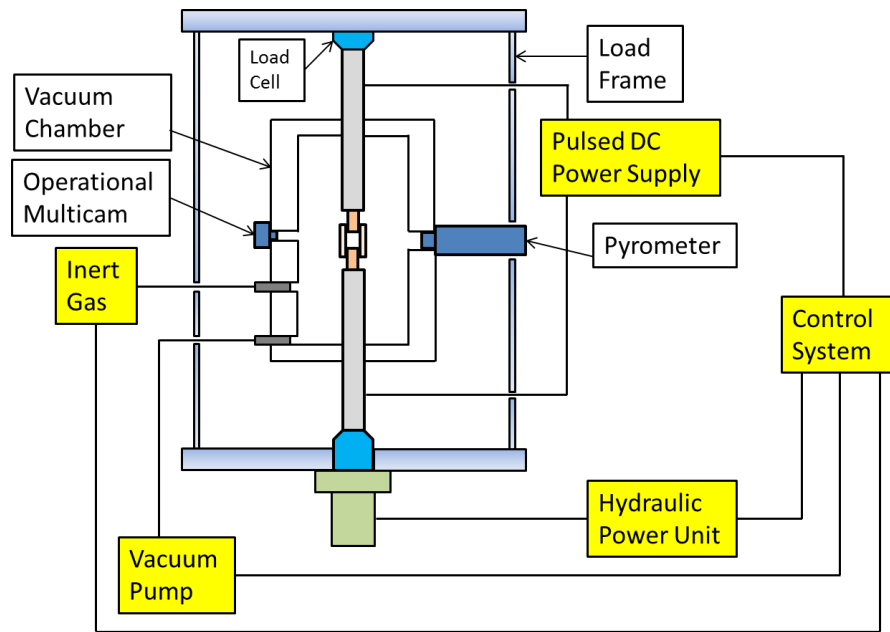 Load
Cell
Load
Frame
Vacuum
Chamber
Pulsed DC
Power Supply
Operational
Multicam
Pyrometer
Inert
Gas
Control
System
Hydraulic
Power Unit
Vacuum
Pump